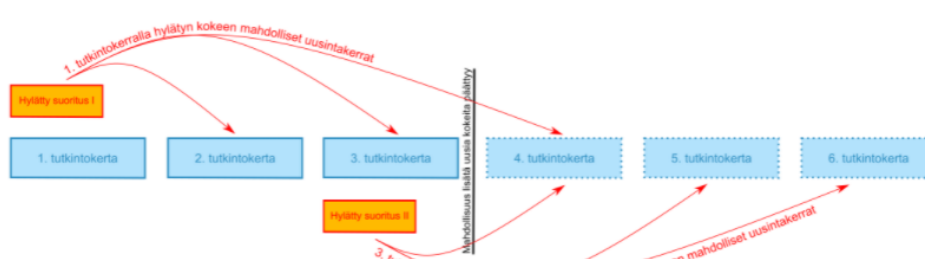 1. tutkintokerralla hylätyn kokeen mahdolliset uusintakerrat
Hylätty suoritus I
Mahdollisuus lisätä uusia kokeita päättyy
1. tutkintokerta
2. tutkintokerta
3. tutkintokerta
4. tutkintokerta
5. tutkintokerta
6. tutkintokerta
Hylätty suoritus II
3.
mahdolliset uusintakerrat